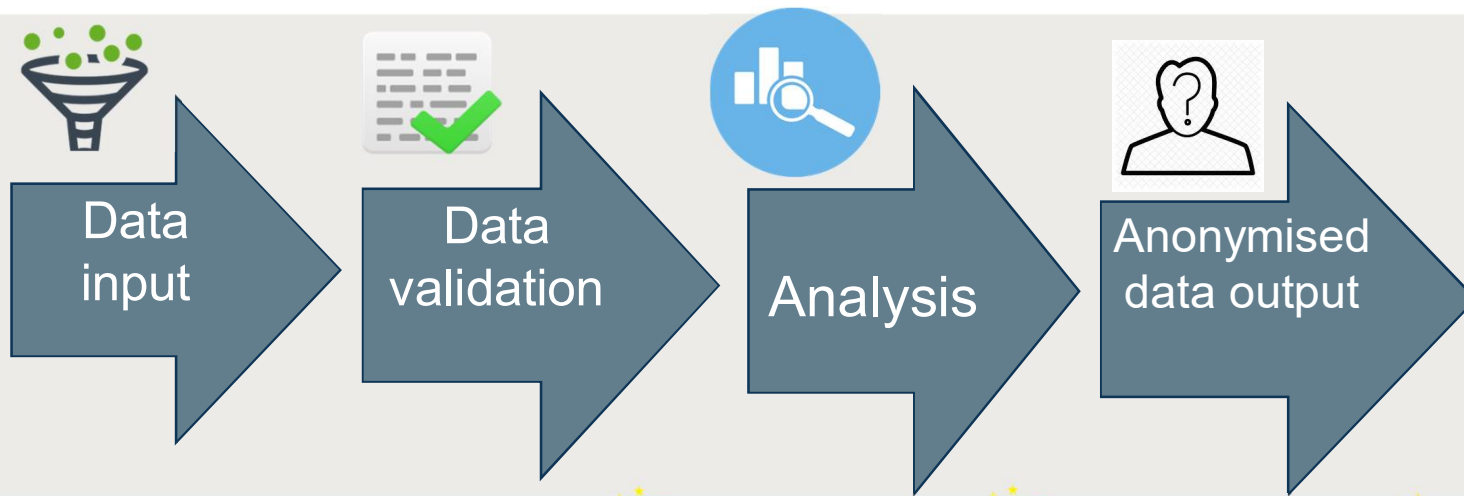 Data
input
Data
validation
Analysis
Anonymised
data output